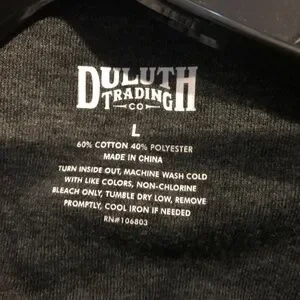 DULUTH
TRADING
CO
L
60% COTTON 40% POLYESTER
MADE IN CHINA
TURN INSIDE OUT, MACHINE WASH COLD
WITH LIKE COLORS, NON-CHLORINE
BLEACH ONLY, TUMBLE DRY LOW, REMOVE
PROMPTLY, COOL IRON IF NEEDED
RN#106803